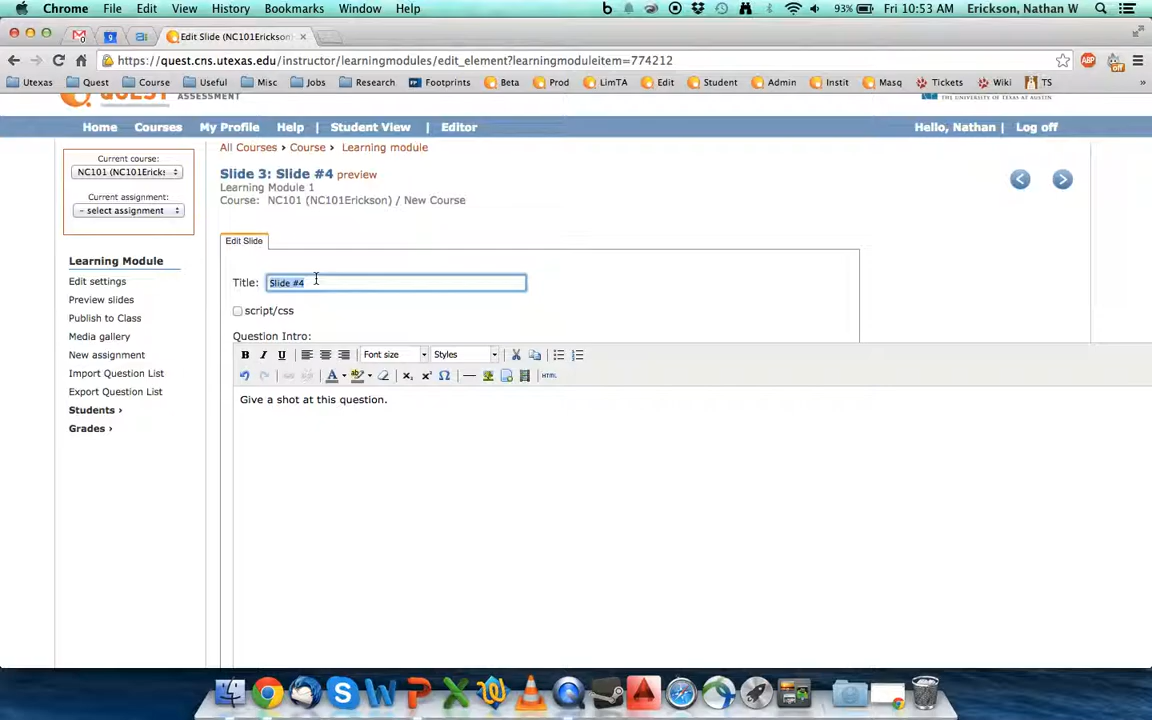 Chrome File Edit View History Bookmarks Window Help 93% Fri 10:53 AM Erickson, Nathan W
Edit Slide (NC101Erickson
https://quest.cns.utexas.edu/instructor/learningmodules/edit_element?learningmoduleitem=774212
Utexas Quest Course Useful Misc Jobs Research Footprints Beta Prod LimTA Edit Student Admin Instit Masq Tickets Wiki TS »
ASSESSMENT
Home Courses My Profile Help | Student View | Editor Hello, Nathan | Log off
Current course:
NC101 (NC101Ericks
Current assignment:
- select assignment
All Courses › Course › Learning module
Slide 3: Slide #4 preview
Learning Module 1
Course: NC101 (NC101Erickson) / New Course
Edit Slide
Learning Module
Edit settings
Preview slides
Publish to Class
Media gallery
New assignment
Import Question List
Export Question List
Students ›
Grades ›
Title: Slide #4
script/css
Question Intro:
B I U Font size Styles
HTML
Give a shot at this question.